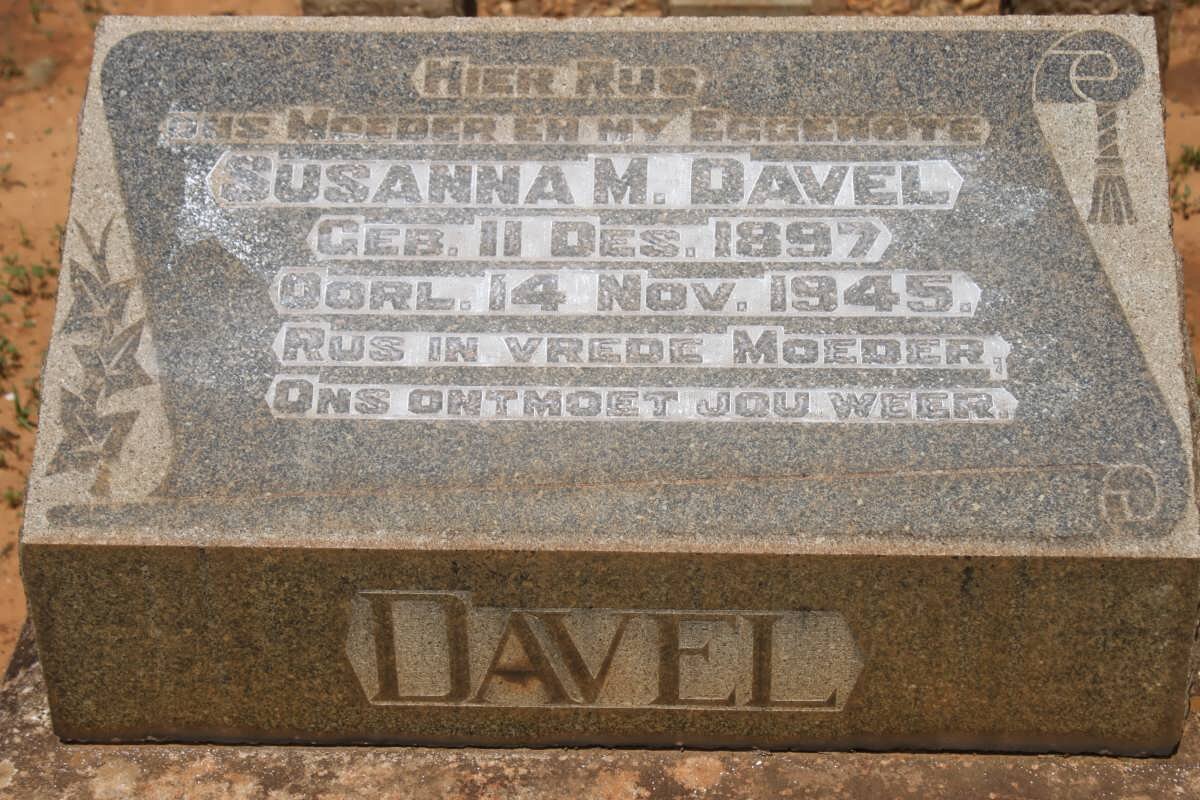 HIER RUS
ONS MOEDER EN MY EGGENOTE
SUSANNA M. DAVEL
GEB. 11 DES. 1897
OORL. 14 NOV. 1945.
RUS IN VREDE MOEDER,
ONS ONTMOET JOU WEER.
DAVEL